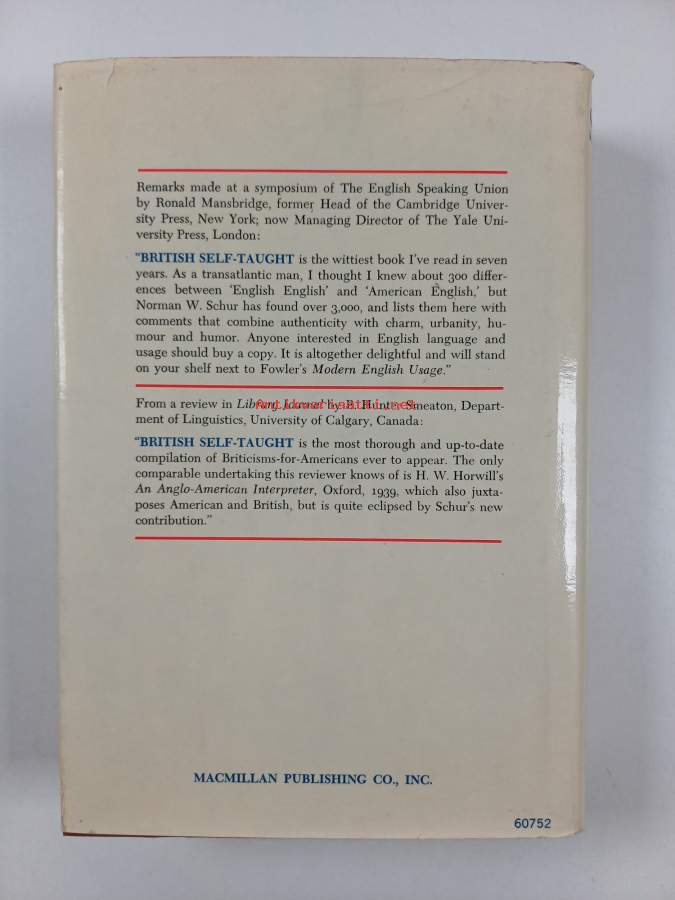 Remarks made at a symposium of The English Speaking Union
by Ronald Mansbridge, former Head of the Cambridge Univer-
sity Press, New York; now Managing Director of The Yale Uni-
versity Press, London:
"BRITISH SELF-TAUGHT is the wittiest book I've read in seven
years. As a transatlantic man, I thought I knew about 300 differ-
ences between 'English English' and 'American English,' but
Norman W. Schur has found over 3,000, and lists them here with
comments that combine authenticity with charm, urbanity, hu-
mour and humor. Anyone interested in English language and
usage should buy a copy. It is altogether delightful and will stand
on your shelf next to Fowler's Modern English Usage."
From a review in Library Journal by B. Hunter Smeaton, Depart-
ment of Linguistics, University of Calgary, Canada:
"BRITISH SELF-TAUGHT is the most thorough and up-to-date
compilation of Briticisms-for-Americans ever to appear. The only
comparable undertaking this reviewer knows of is H. W. Horwill's
An Anglo-American Interpreter, Oxford, 1939, which also juxta-
poses American and British, but is quite eclipsed by Schur's new
contribution."
MACMILLAN PUBLISHING CO., INC.
60752